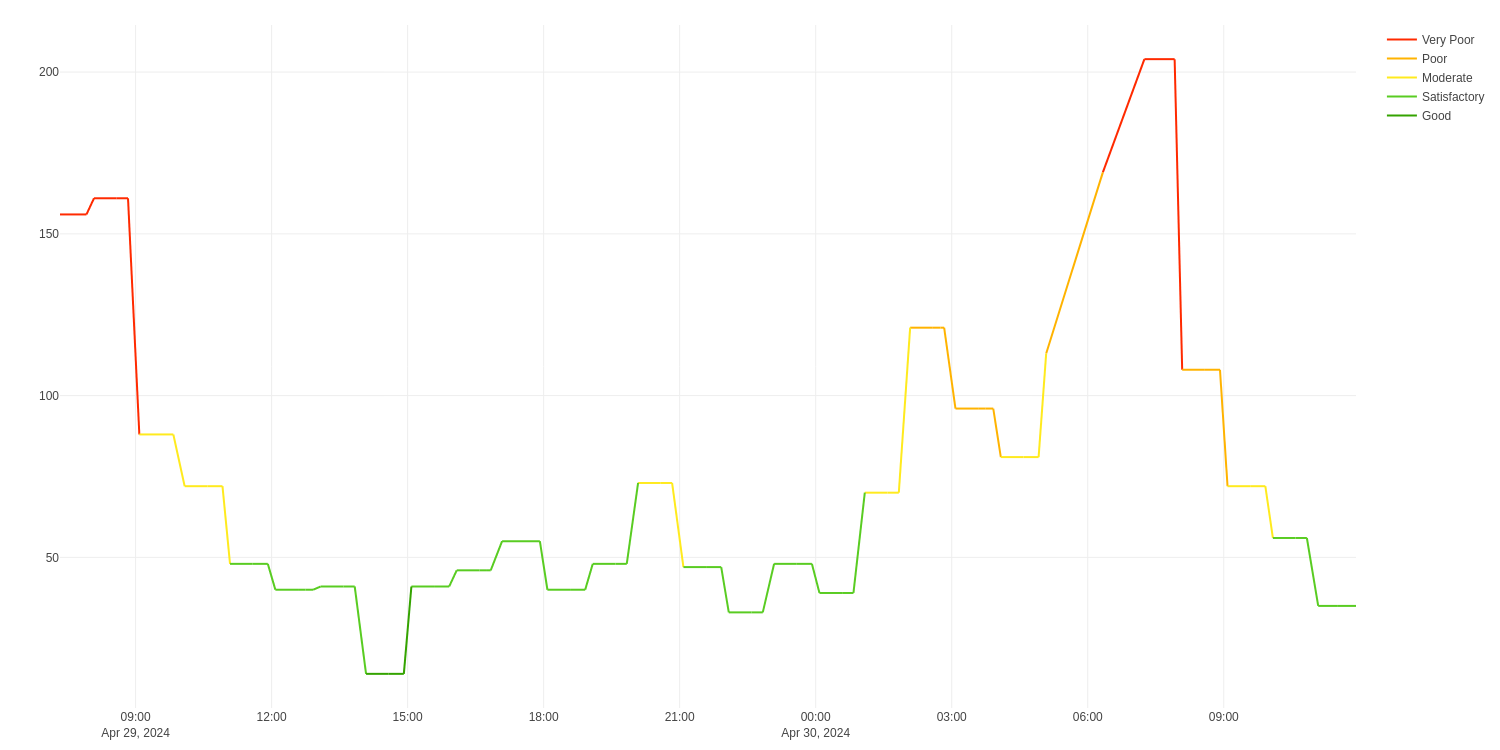 200
150
100
50
09:00
Apr 29, 2024
12:00
15:00
18:00
21:00
00:00
Apr 30, 2024
03:00
06:00
09:00
Very Poor
Poor
Moderate
Satisfactory
Good